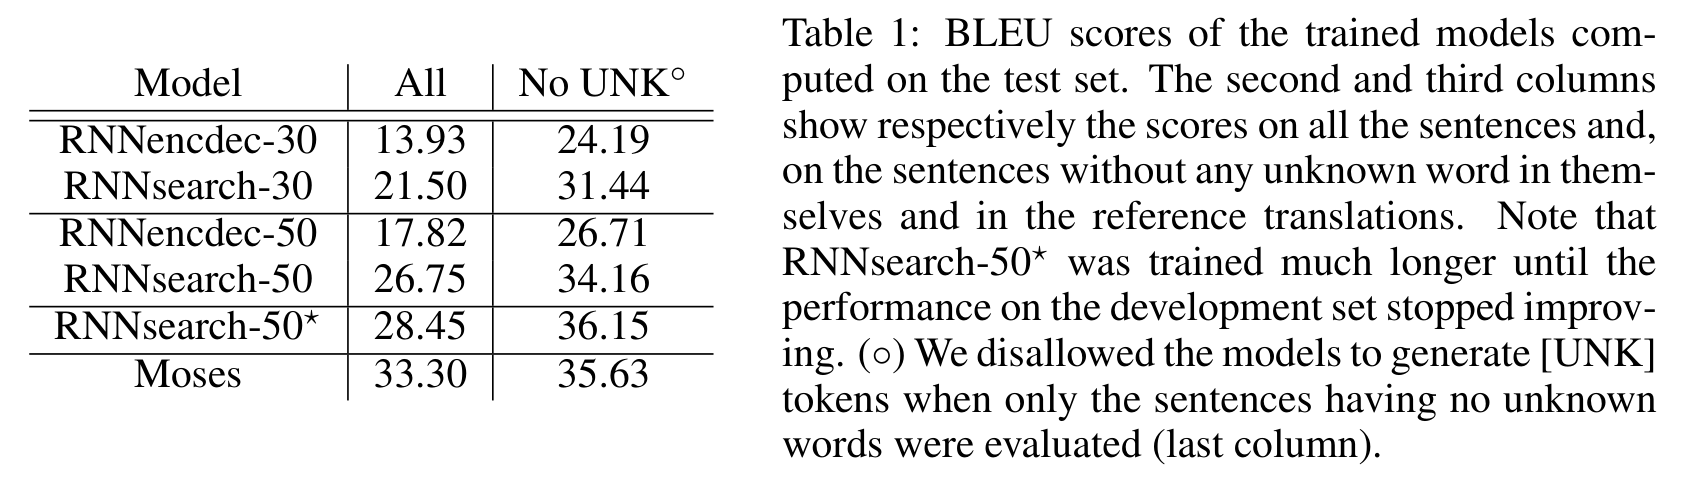 Model All No UNK°
RNNencdec-30 13.93 24.19
RNNsearch-30 21.50 31.44
RNNencdec-50 17.82 26.71
RNNsearch-50 26.75 34.16
RNNsearch-50⋆ 28.45 36.15
Moses 33.30 35.63
Table 1: BLEU scores of the trained models com-
puted on the test set. The second and third columns
show respectively the scores on all the sentences and,
on the sentences without any unknown word in them-
selves and in the reference translations. Note that
RNNsearch-50⋆ was trained much longer until the
performance on the development set stopped improv-
ing. (◦) We disallowed the models to generate [UNK]
tokens when only the sentences having no unknown
words were evaluated (last column).